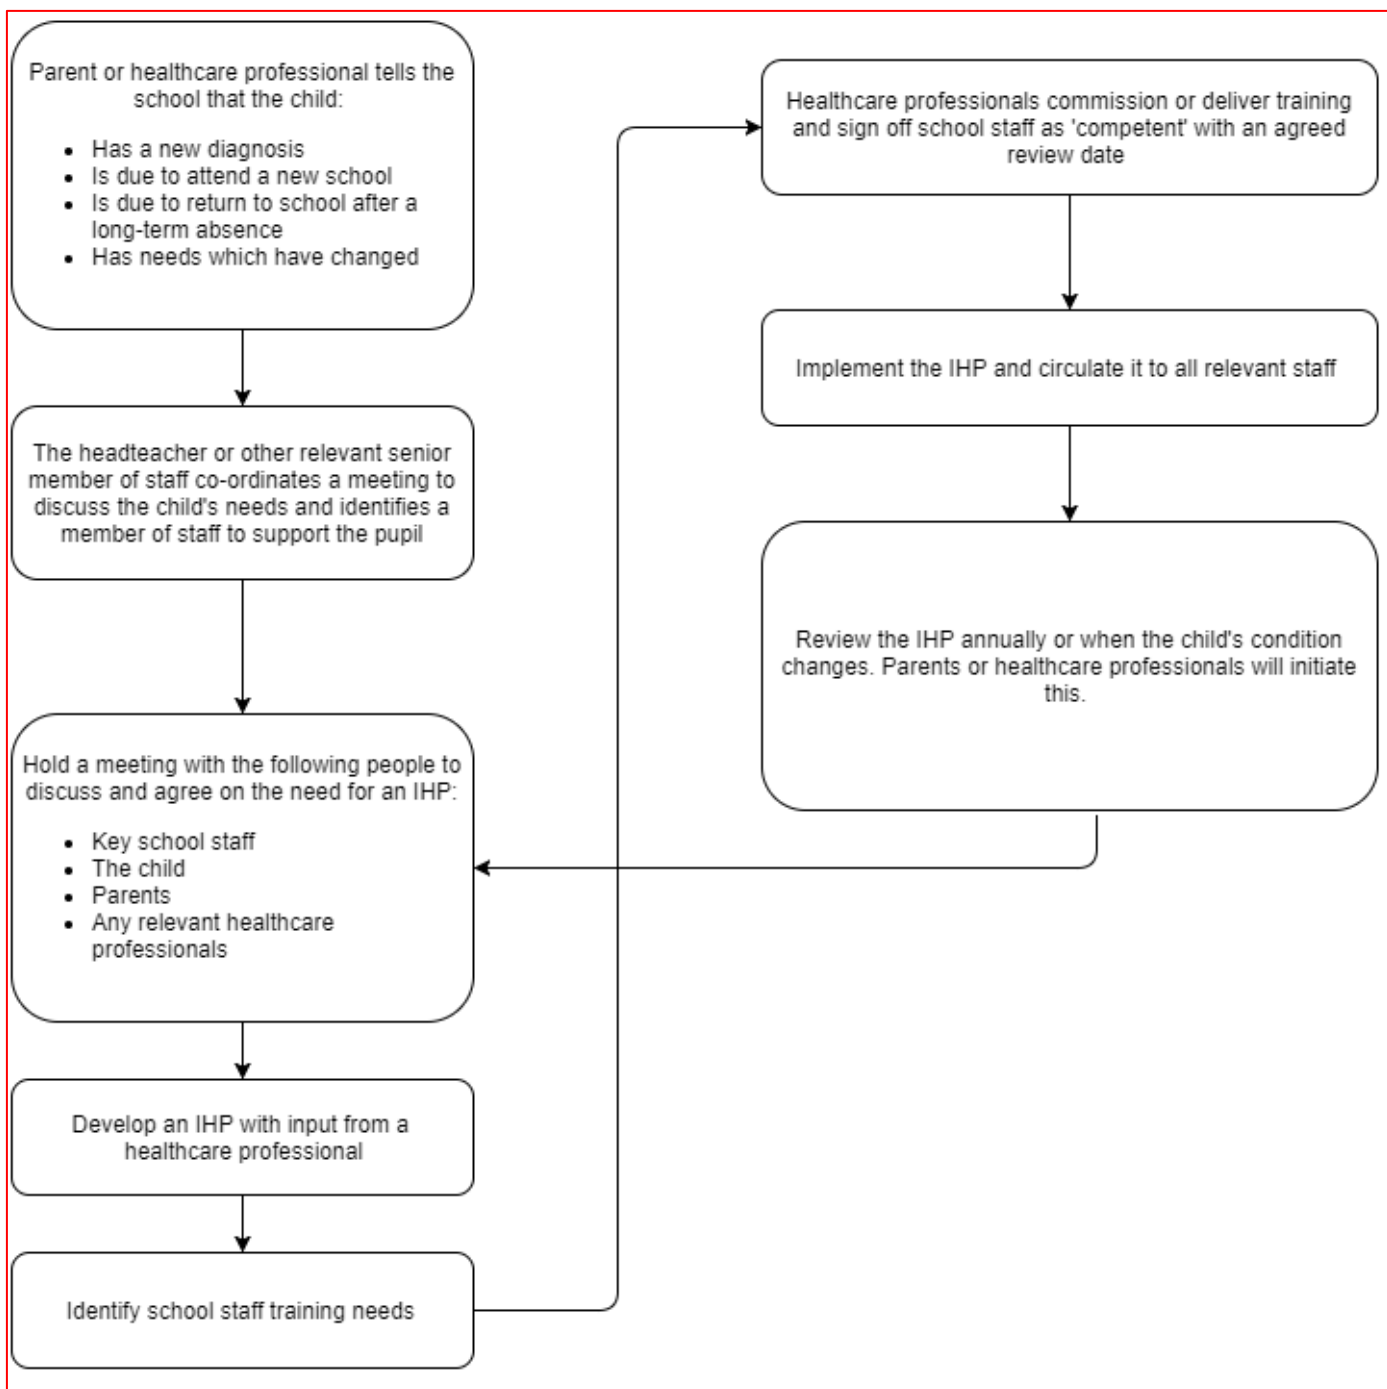 Parent or healthcare professional tells the
school that the child:
• Has a new diagnosis
• Is due to attend a new school
• Is due to return to school after a
long-term absence
• Has needs which have changed
The headteacher or other relevant senior
member of staff co-ordinates a meeting to
discuss the child's needs and identifies a
member of staff to support the pupil
Hold a meeting with the following people to
discuss and agree on the need for an IHP:
• Key school staff
• The child
• Parents
• Any relevant healthcare
professionals
Develop an IHP with input from a
healthcare professional
Identify school staff training needs
Healthcare professionals commission or deliver training
and sign off school staff as 'competent' with an agreed
review date
Implement the IHP and circulate it to all relevant staff
Review the IHP annually or when the child's condition
changes. Parents or healthcare professionals will initiate
this.